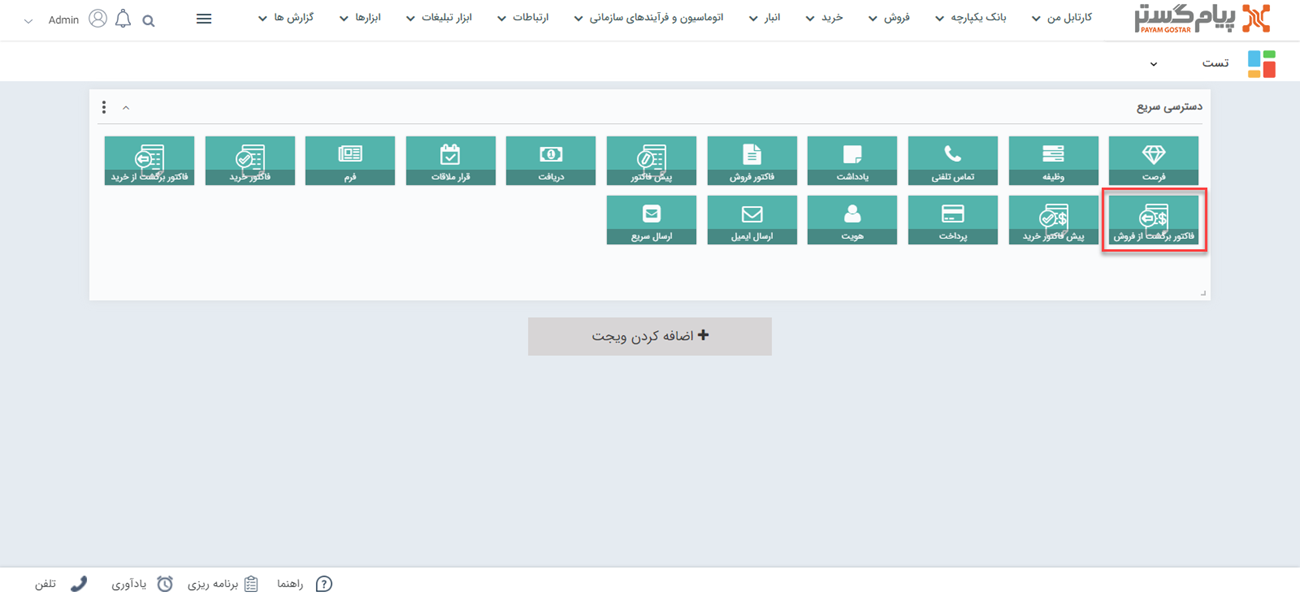 پیام گستر
PAYAM GOSTAR
کارتابل من
بانک یکپارچه
فروش
خرید
انبار
اتوماسیون و فرآیندهای سازمانی
ارتباطات
ابزار تبلیغات
ابزارها
گزارش ها
Admin
تست
دسترسی سریع
فرصت
وظیفه
تماس تلفنی
یادداشت
فاکتور فروش
پیش فاکتور
دریافت
قرار ملاقات
فرم
فاکتور خرید
فاکتور برگشت از خرید
فاکتور برگشت از فروش
پیش فاکتور خرید
پرداخت
هویت
ارسال ایمیل
ارسال سریع
اضافه کردن ویجت
راهنما
برنامه ریزی
یادآوری
تلفن